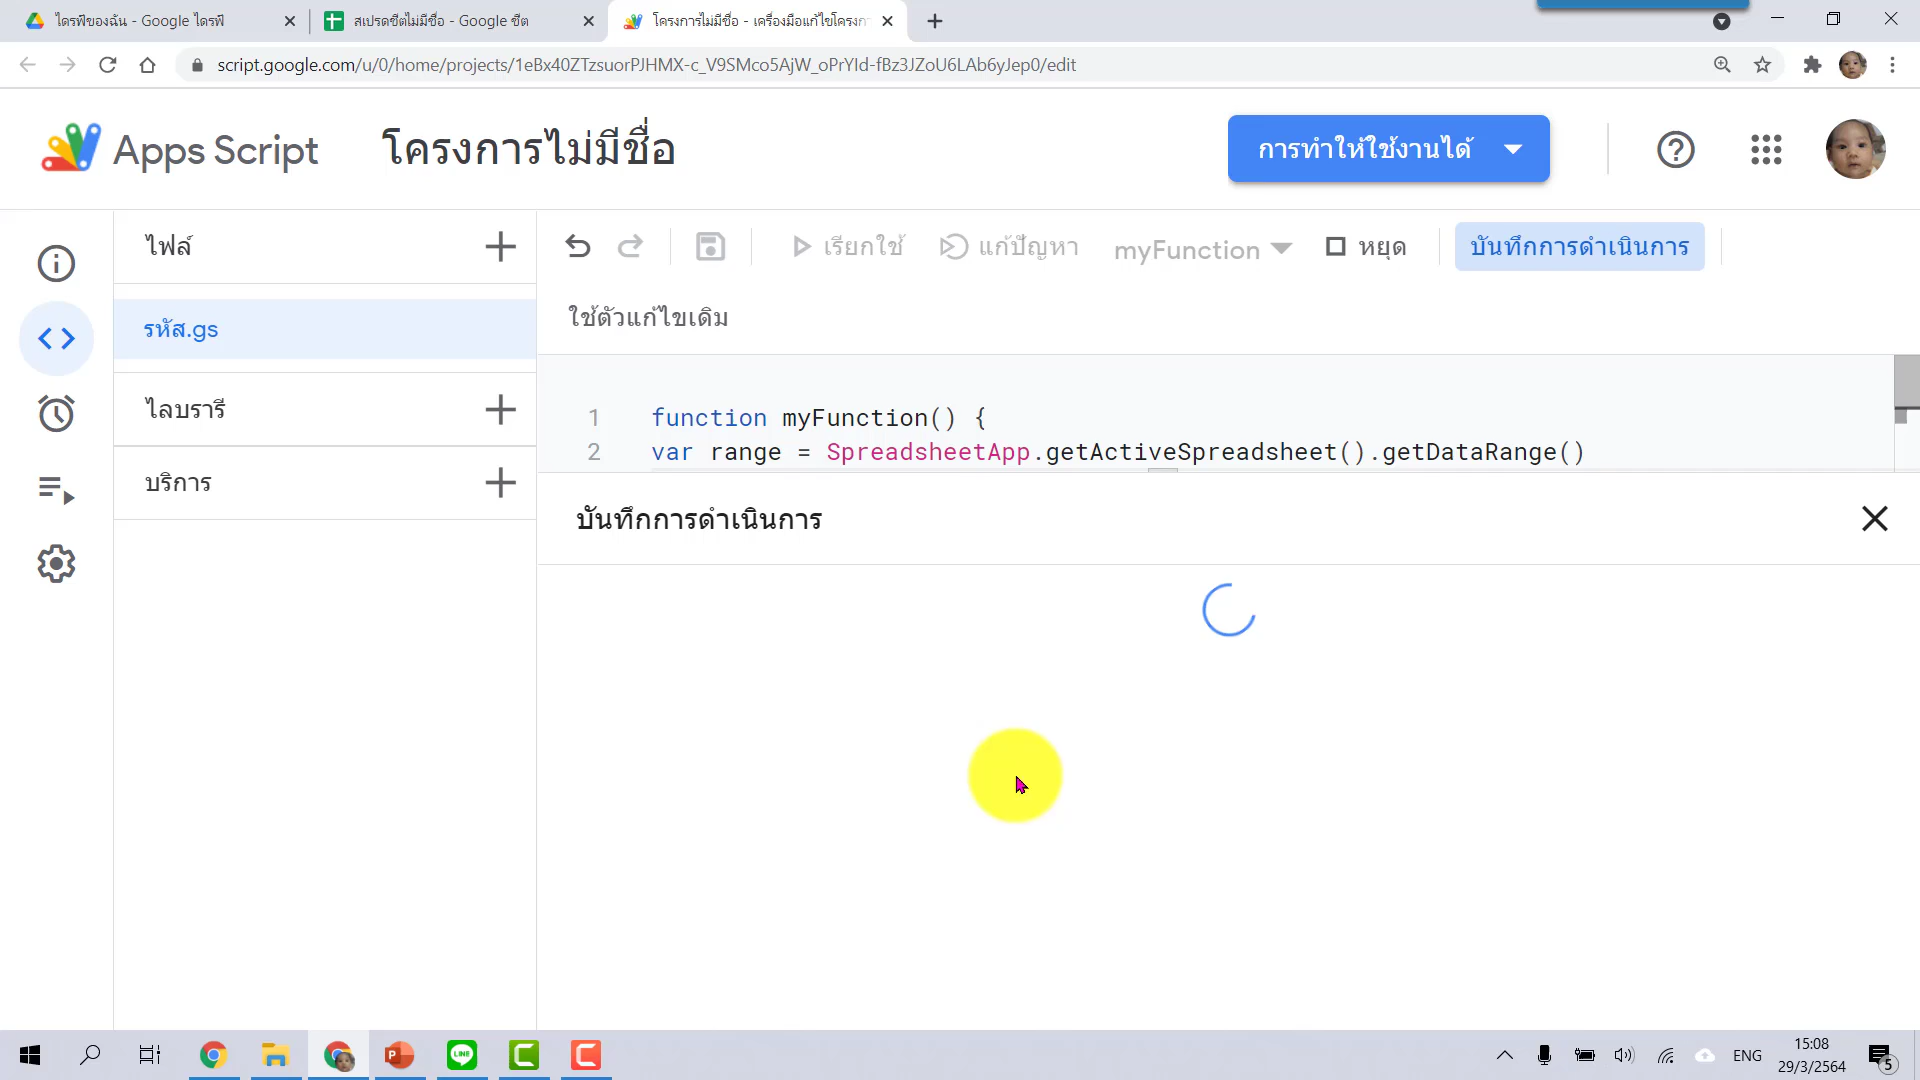 ไดรฟ์ของฉัน - Google ไดรฟ์
สเปรดชีตไม่มีชื่อ - Google ชีต
โครงการไม่มีชื่อ - เครื่องมือแก้ไขโครงกา
script.google.com/u/0/home/projects/1eBx40ZTzsuorPJHMX-c_V9SMco5AjW_oPrYId-fBz3JZoU6LAb6yJep0/edit
Apps Script
โครงการไม่มีชื่อ
การทำให้ใช้งานได้
ไฟล์
เรียกใช้
แก้ปัญหา
myFunction
หยุด
บันทึกการดำเนินการ
ใช้ตัวแก้ไขเดิม
รหัส.gs
ไลบรารี
บริการ
1 function myFunction() {
2 var range = SpreadsheetApp.getActiveSpreadsheet().getDataRange()
บันทึกการดำเนินการ
LINE
ENG
15:08
29/3/2564
5